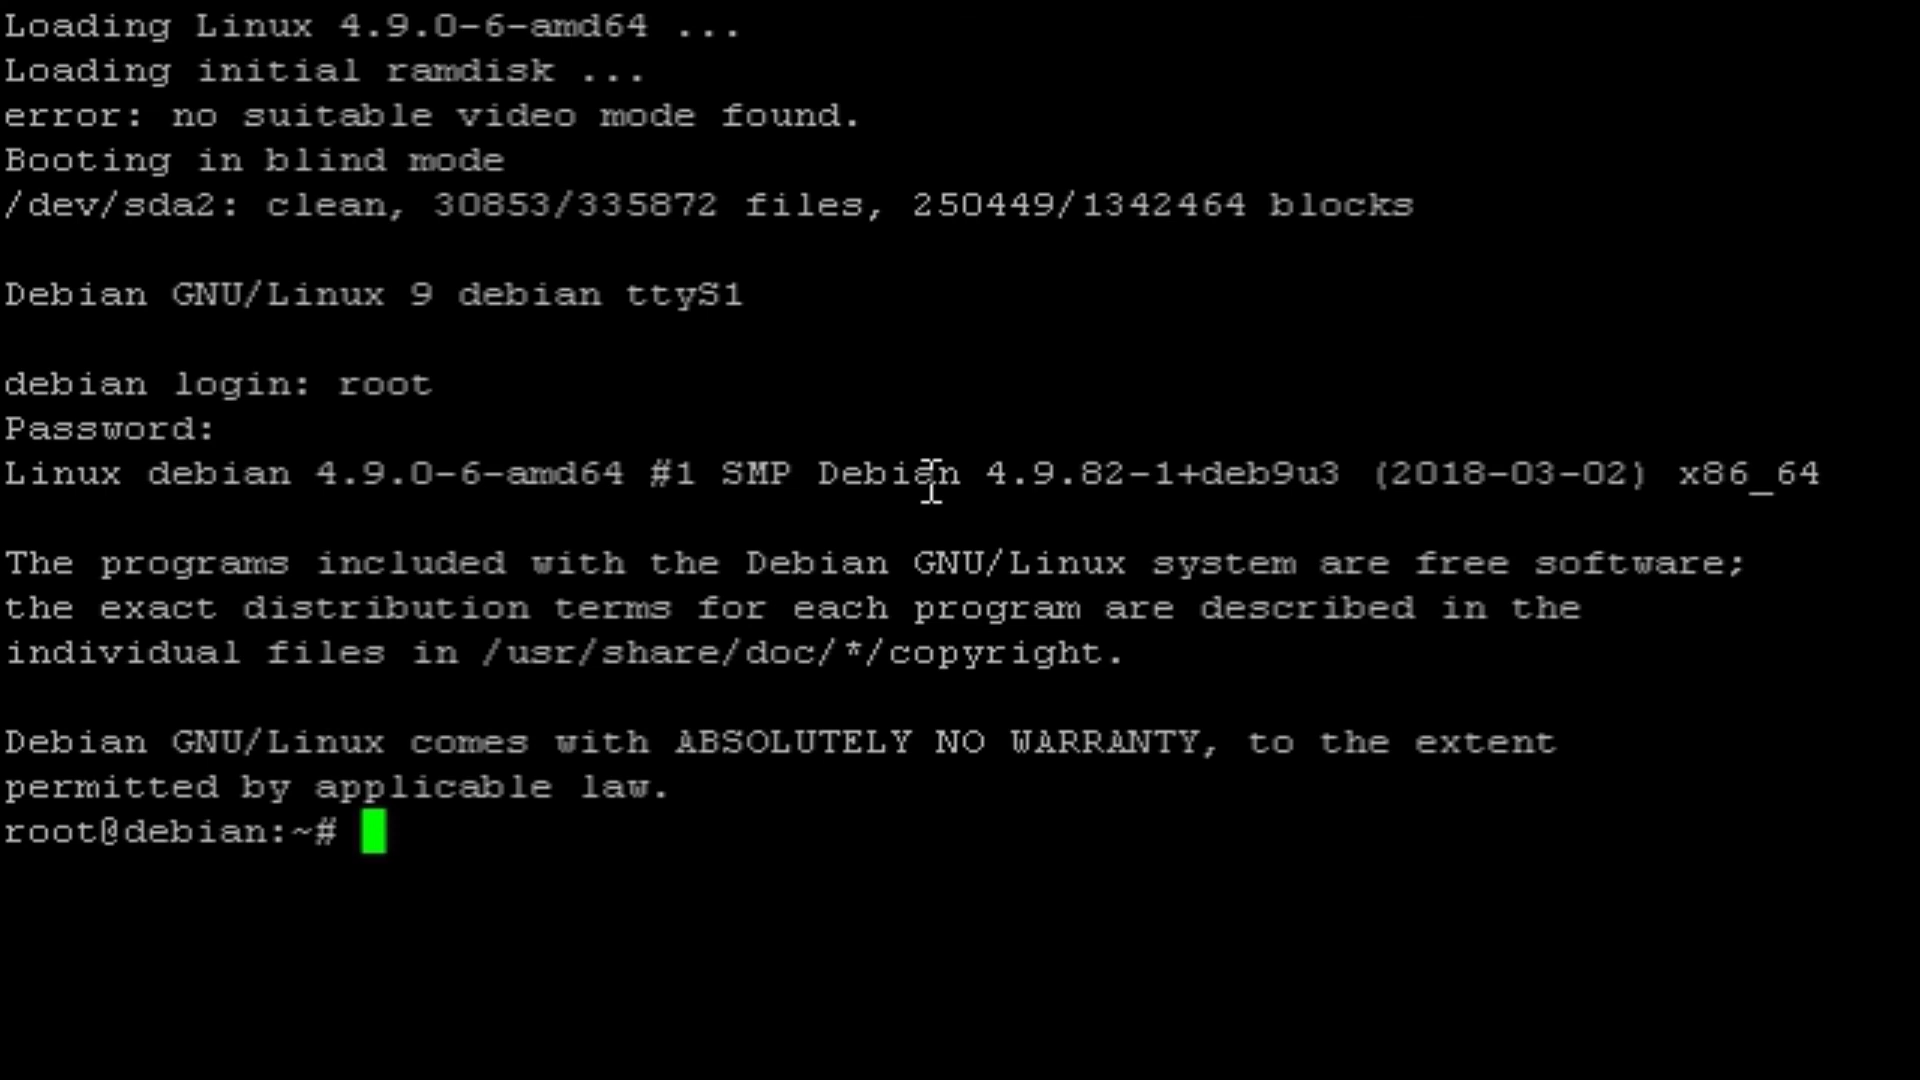 Loading Linux 4.9.0-6-amd64 ...
Loading initial ramdisk ...
error: no suitable video mode found.
Booting in blind mode
/dev/sda2: clean, 30853/335872 files, 250449/1342464 blocks
Debian GNU/Linux 9 debian ttyS1
debian login: root
Password:
Linux debian 4.9.0-6-amd64 #1 SMP Debian 4.9.82-1+deb9u3 (2018-03-02) x86_64
The programs included with the Debian GNU/Linux system are free software;
the exact distribution terms for each program are described in the
individual files in /usr/share/doc/*/copyright.
Debian GNU/Linux comes with ABSOLUTELY NO WARRANTY, to the extent
permitted by applicable law.
root@debian:~#